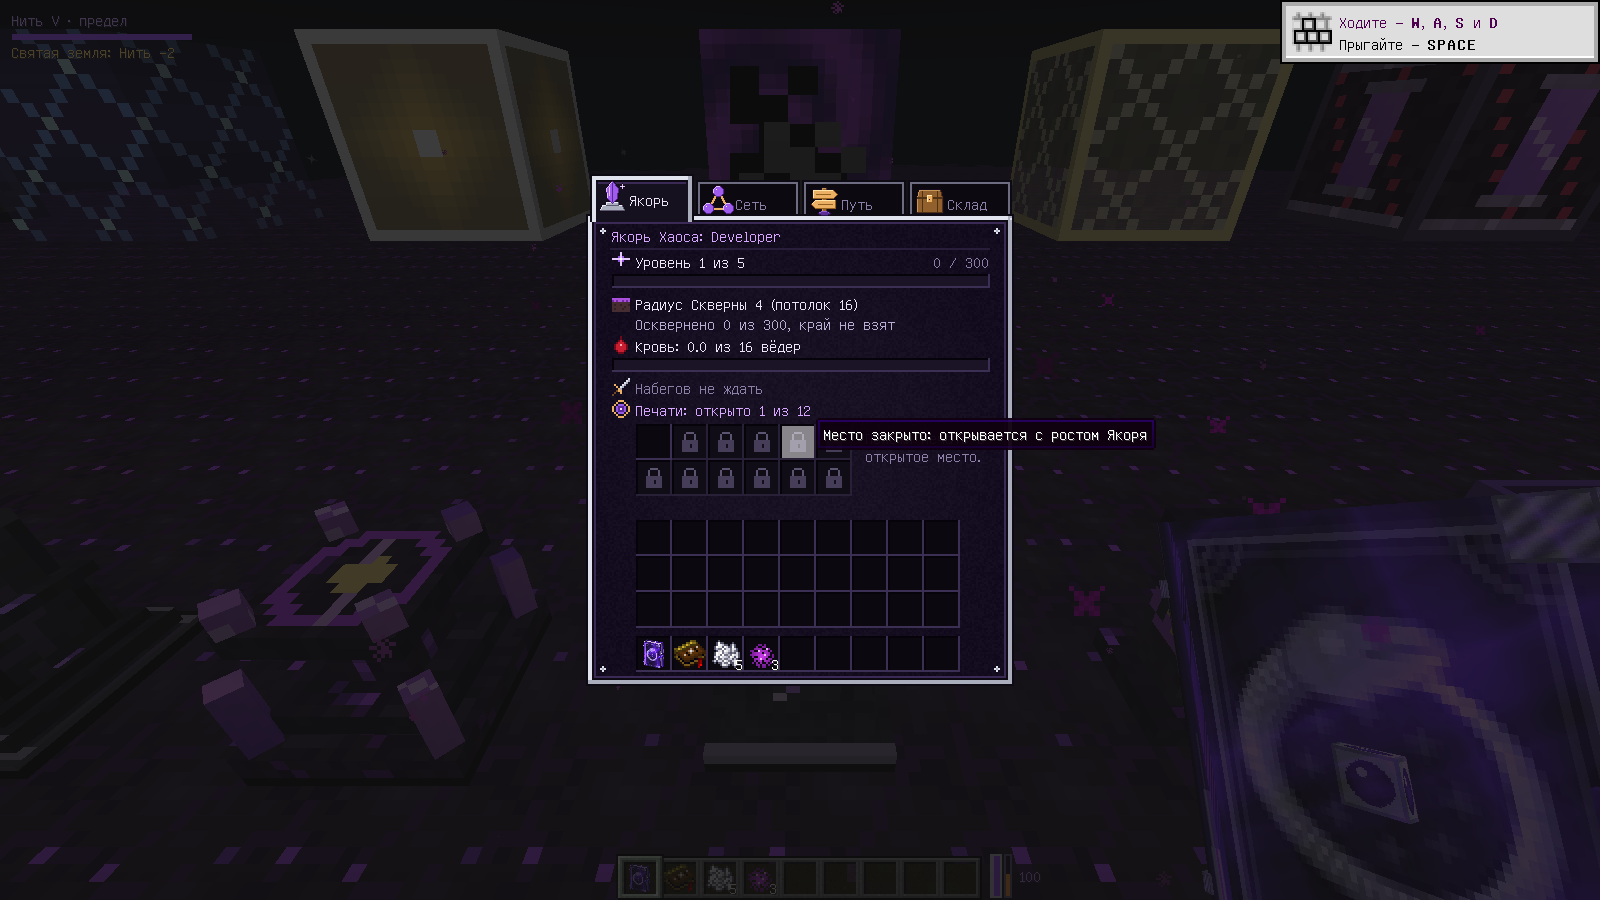 Нить V · предел
Святая земля: Нить -2
Ходите – W, A, S и D
Прыгайте – SPACE
Якорь
Сеть
Путь
Склад
Якорь Хаоса: Developer
Уровень 1 из 5
0 / 300
Радиус Скверны 4 (потолок 16)
Осквернено 0 из 300, край не взят
Кровь: 0.0 из 16 вёдер
Набегов не ждать
Печати: открыто 1 из 12
Место закрыто: открывается с ростом Якоря
открытое место.
5
3
5
3
100